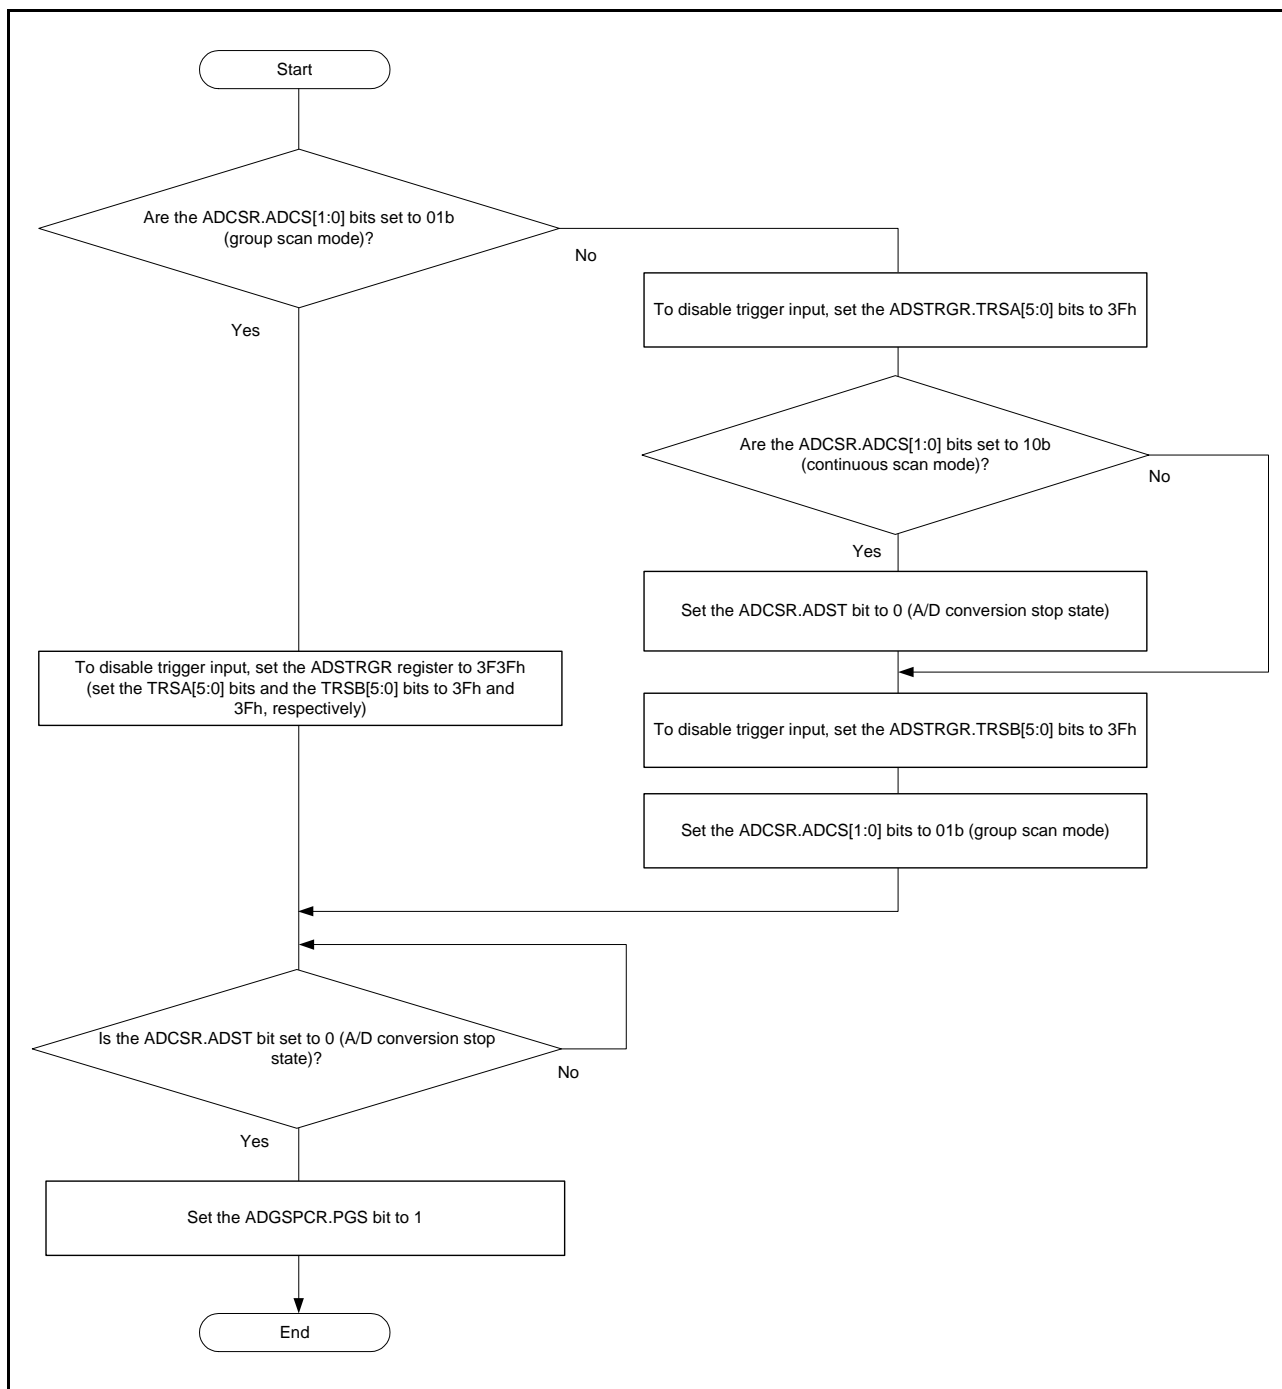 Start
Are the ADCSR.ADCS[1:0] bits set to 01b
(group scan mode)?
No
Yes
To disable trigger input, set the ADSTRGR.TRSA[5:0] bits to 3Fh
Are the ADCSR.ADCS[1:0] bits set to 10b
(continuous scan mode)?
No
Yes
Set the ADCSR.ADST bit to 0 (A/D conversion stop state)
To disable trigger input, set the ADSTRGR register to 3F3Fh
(set the TRSA[5:0] bits and the TRSB[5:0] bits to 3Fh and
3Fh, respectively)
To disable trigger input, set the ADSTRGR.TRSB[5:0] bits to 3Fh
Set the ADCSR.ADCS[1:0] bits to 01b (group scan mode)
Is the ADCSR.ADST bit set to 0 (A/D conversion stop
state)?
No
Yes
Set the ADGSPCR.PGS bit to 1
End